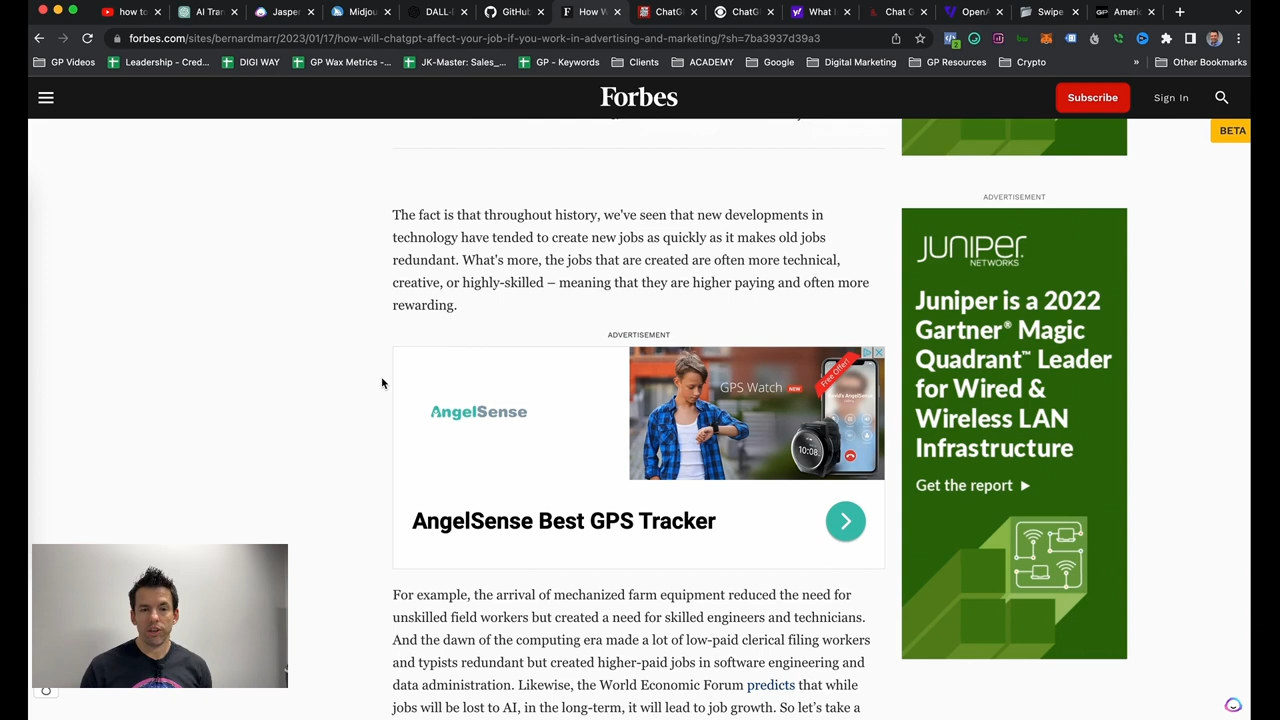 how to
AI Tran
Jasper
Midjou
DALL-
GitHub
How W
ChatG
ChatG
What I
Chat G
OpenA
Swipe
Americ
forbes.com/sites/bernardmarr/2023/01/17/how-will-chatgpt-affect-your-job-if-you-work-in-advertising-and-marketing/?sh=7ba3937d39a3
GP Videos
Leadership - Cred...
DIGI WAY
GP Wax Metrics -...
JK-Master: Sales_...
GP - Keywords
Clients
ACADEMY
Google
Digital Marketing
GP Resources
Crypto
»
Other Bookmarks
Forbes
Subscribe
Sign In
BETA
The fact is that throughout history, we've seen that new developments in
technology have tended to create new jobs as quickly as it makes old jobs
redundant. What's more, the jobs that are created are often more technical,
creative, or highly-skilled – meaning that they are higher paying and often more
rewarding.
ADVERTISEMENT
AngelSense
GPS Watch NEW
Free Offer!
10:08
AngelSense Best GPS Tracker
For example, the arrival of mechanized farm equipment reduced the need for
unskilled field workers but created a need for skilled engineers and technicians.
And the dawn of the computing era made a lot of low-paid clerical filing workers
and typists redundant but created higher-paid jobs in software engineering and
data administration. Likewise, the World Economic Forum predicts that while
jobs will be lost to AI, in the long-term, it will lead to job growth. So let's take a
ADVERTISEMENT
JUNIPER
NETWORKS
Juniper is a 2022
Gartner® Magic
Quadrant™ Leader
for Wired &
Wireless LAN
Infrastructure
Get the report ►